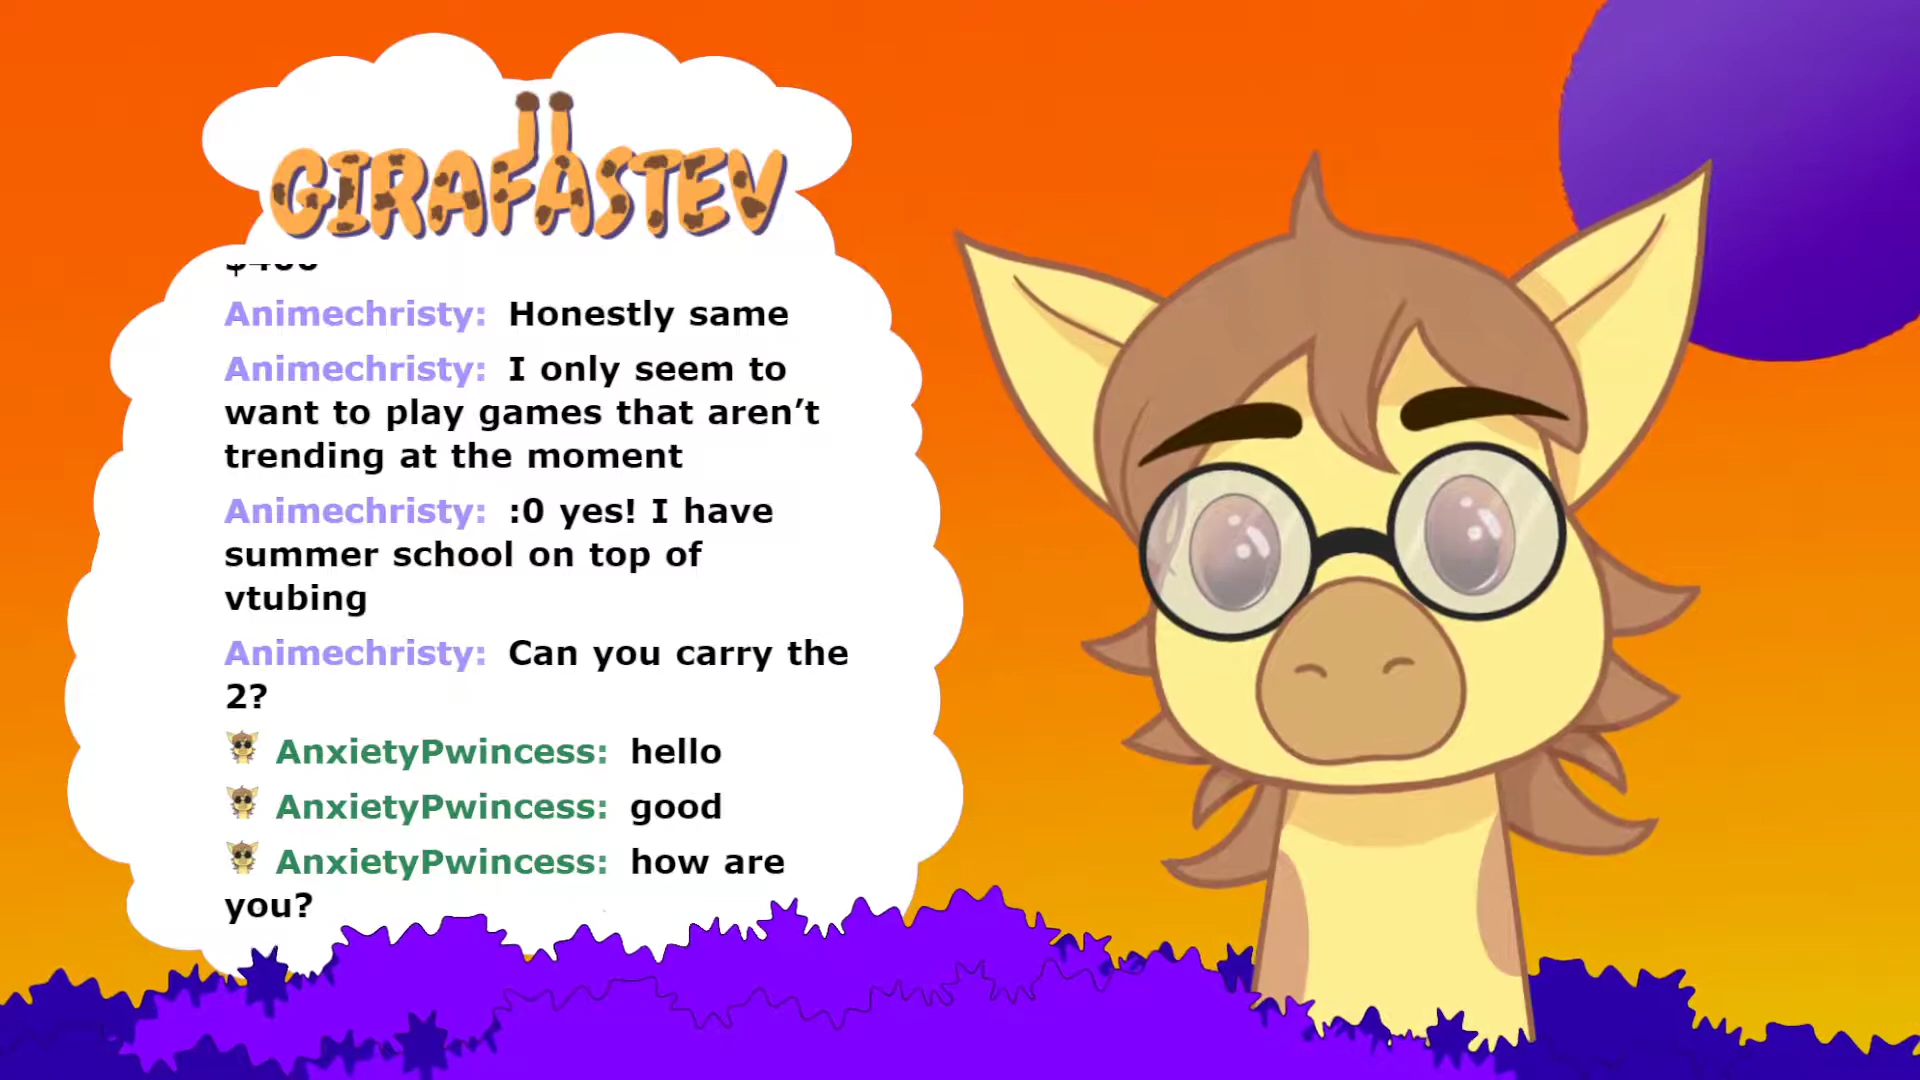 GIRAFASTEV
$400
Animechristy: Honestly same
Animechristy: I only seem to
want to play games that aren’t
trending at the moment
Animechristy: :0 yes! I have
summer school on top of
vtubing
Animechristy: Can you carry the
2?
AnxietyPwincess: hello
AnxietyPwincess: good
AnxietyPwincess: how are
you?